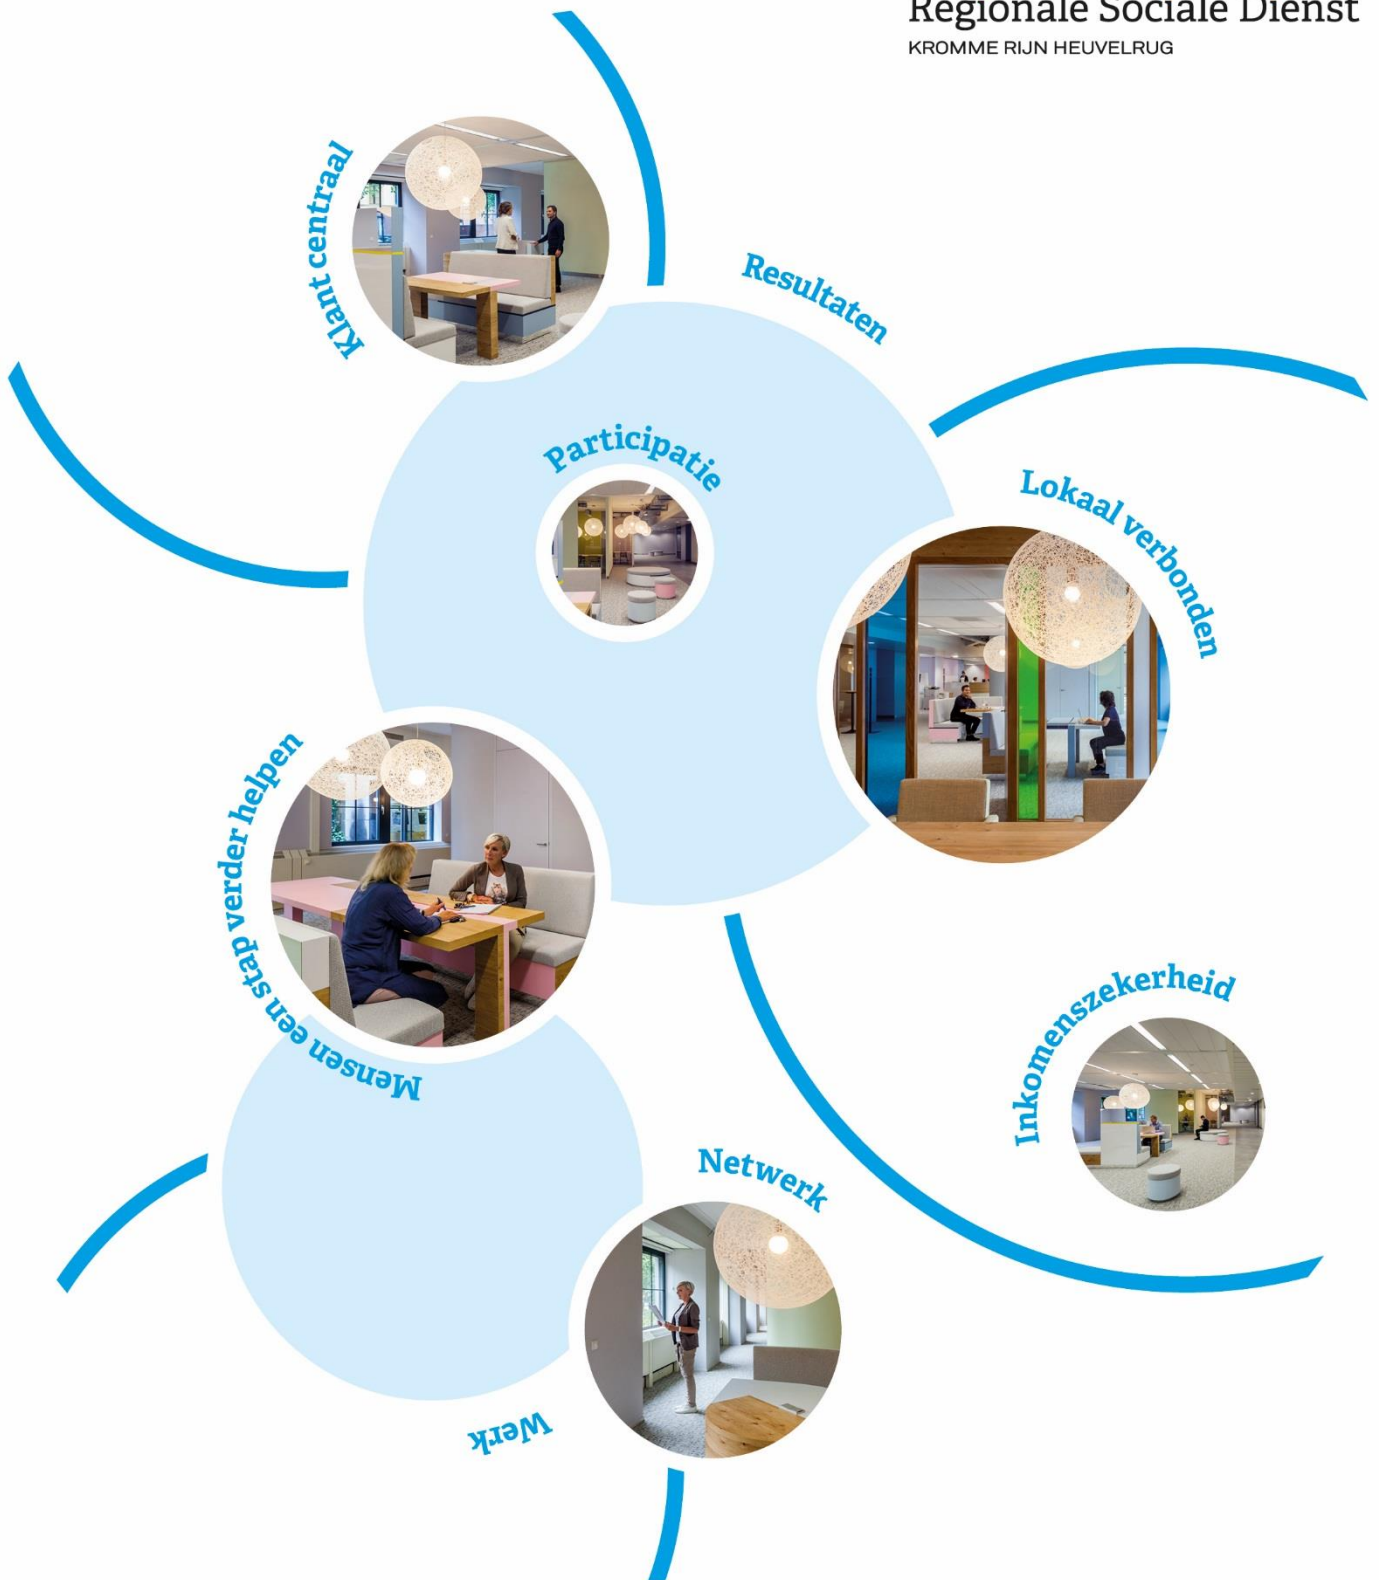 Regionale Sociale Dienst
KROMME RIJN HEUVELRUG
Klant centraal
Resultaten
Participatie
Lokaal verbonden
Mensen een stap verder helpen
Inkomenszekerheid
Netwerk
Werk